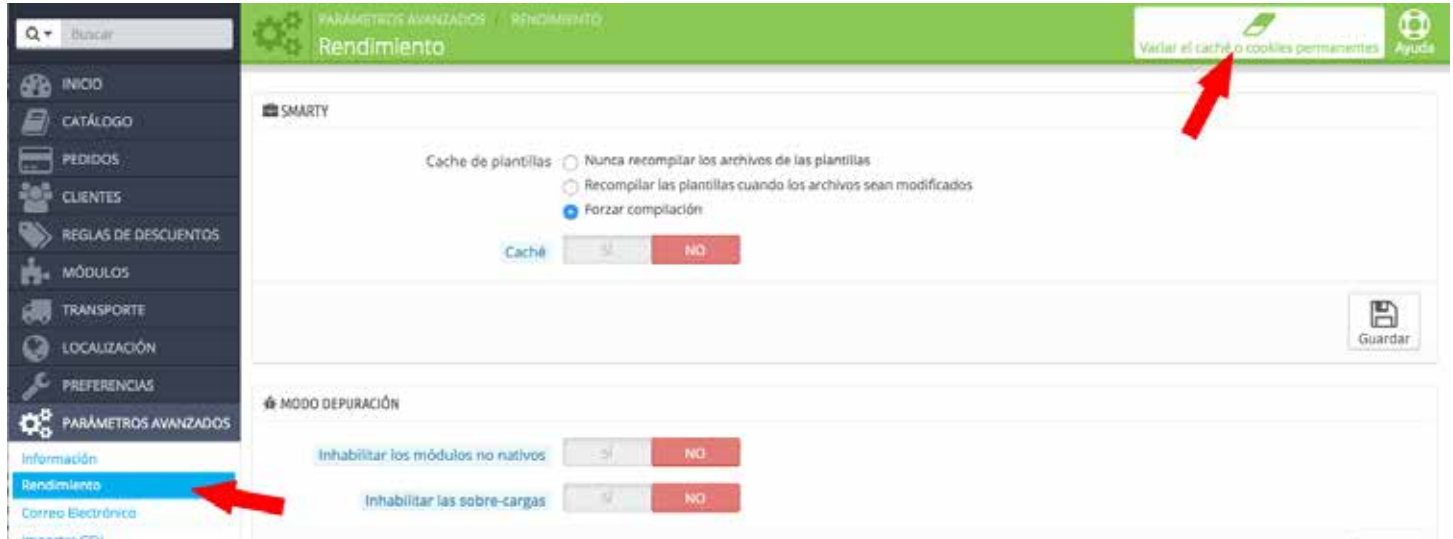 Buscar
PARÁMETROS AVANZADOS / RENDIMIENTO
Rendimiento
Vaciar el caché o cookies permanentes
Ayuda
INICIO
CATÁLOGO
PEDIDOS
CLIENTES
REGLAS DE DESCUENTOS
MÓDULOS
TRANSPORTE
LOCALIZACIÓN
PREFERENCIAS
PARÁMETROS AVANZADOS
Información
Rendimiento
Correo Electrónico
SMARTY
Cache de plantillas
Nunca recompilar los archivos de las plantillas
Recompilar las plantillas cuando los archivos sean modificados
Forzar compilación
Caché SÍ NO
Guardar
MODO DEPURACIÓN
Inhabilitar los módulos no nativos SÍ NO
Inhabilitar las sobre-cargas SÍ NO